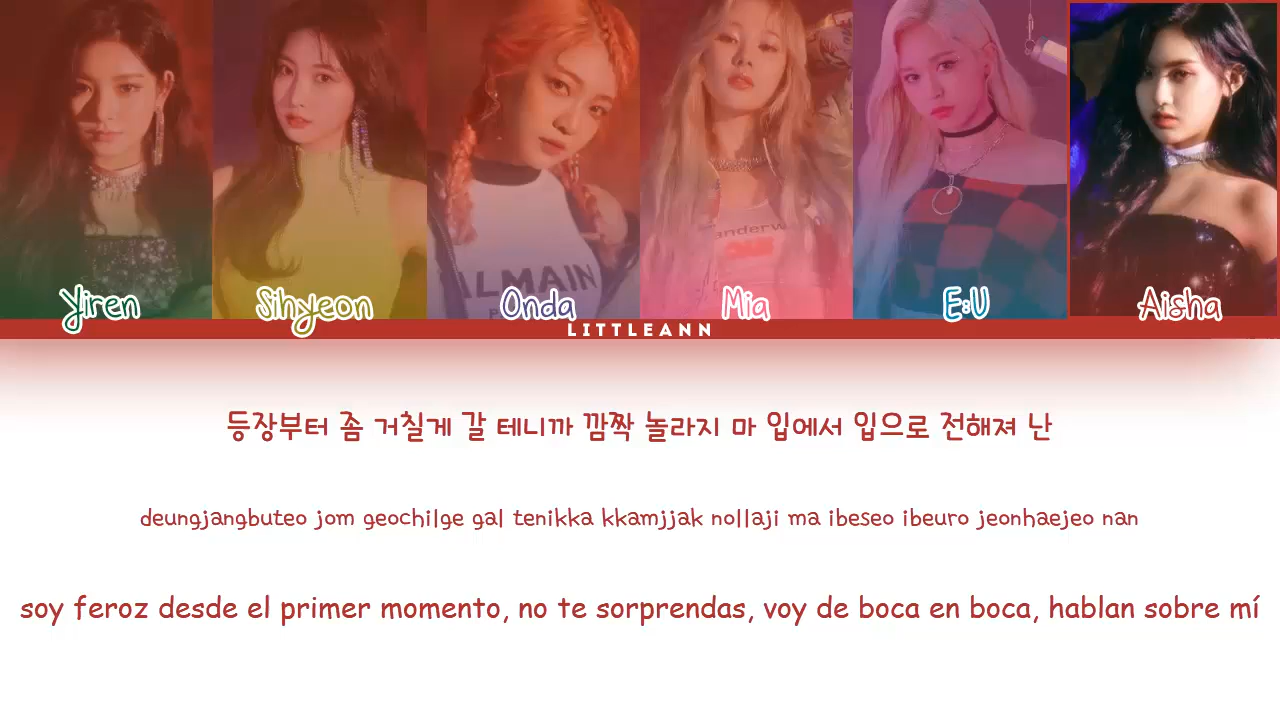 anderw
ILMAIN
P
Yiren Sihyeon Onda Mia E:U Aisha
LITTLEANN
등장부터 좀 거칠게 갈 테니까 깜짝 놀라지 마 입에서 입으로 전해져 난
deungjangbuteo jom geochilge gal tenikka kkamjjak nollaji ma ibeseo ibeuro jeonhaejeo nan
soy feroz desde el primer momento, no te sorprendas, voy de boca en boca, hablan sobre mí